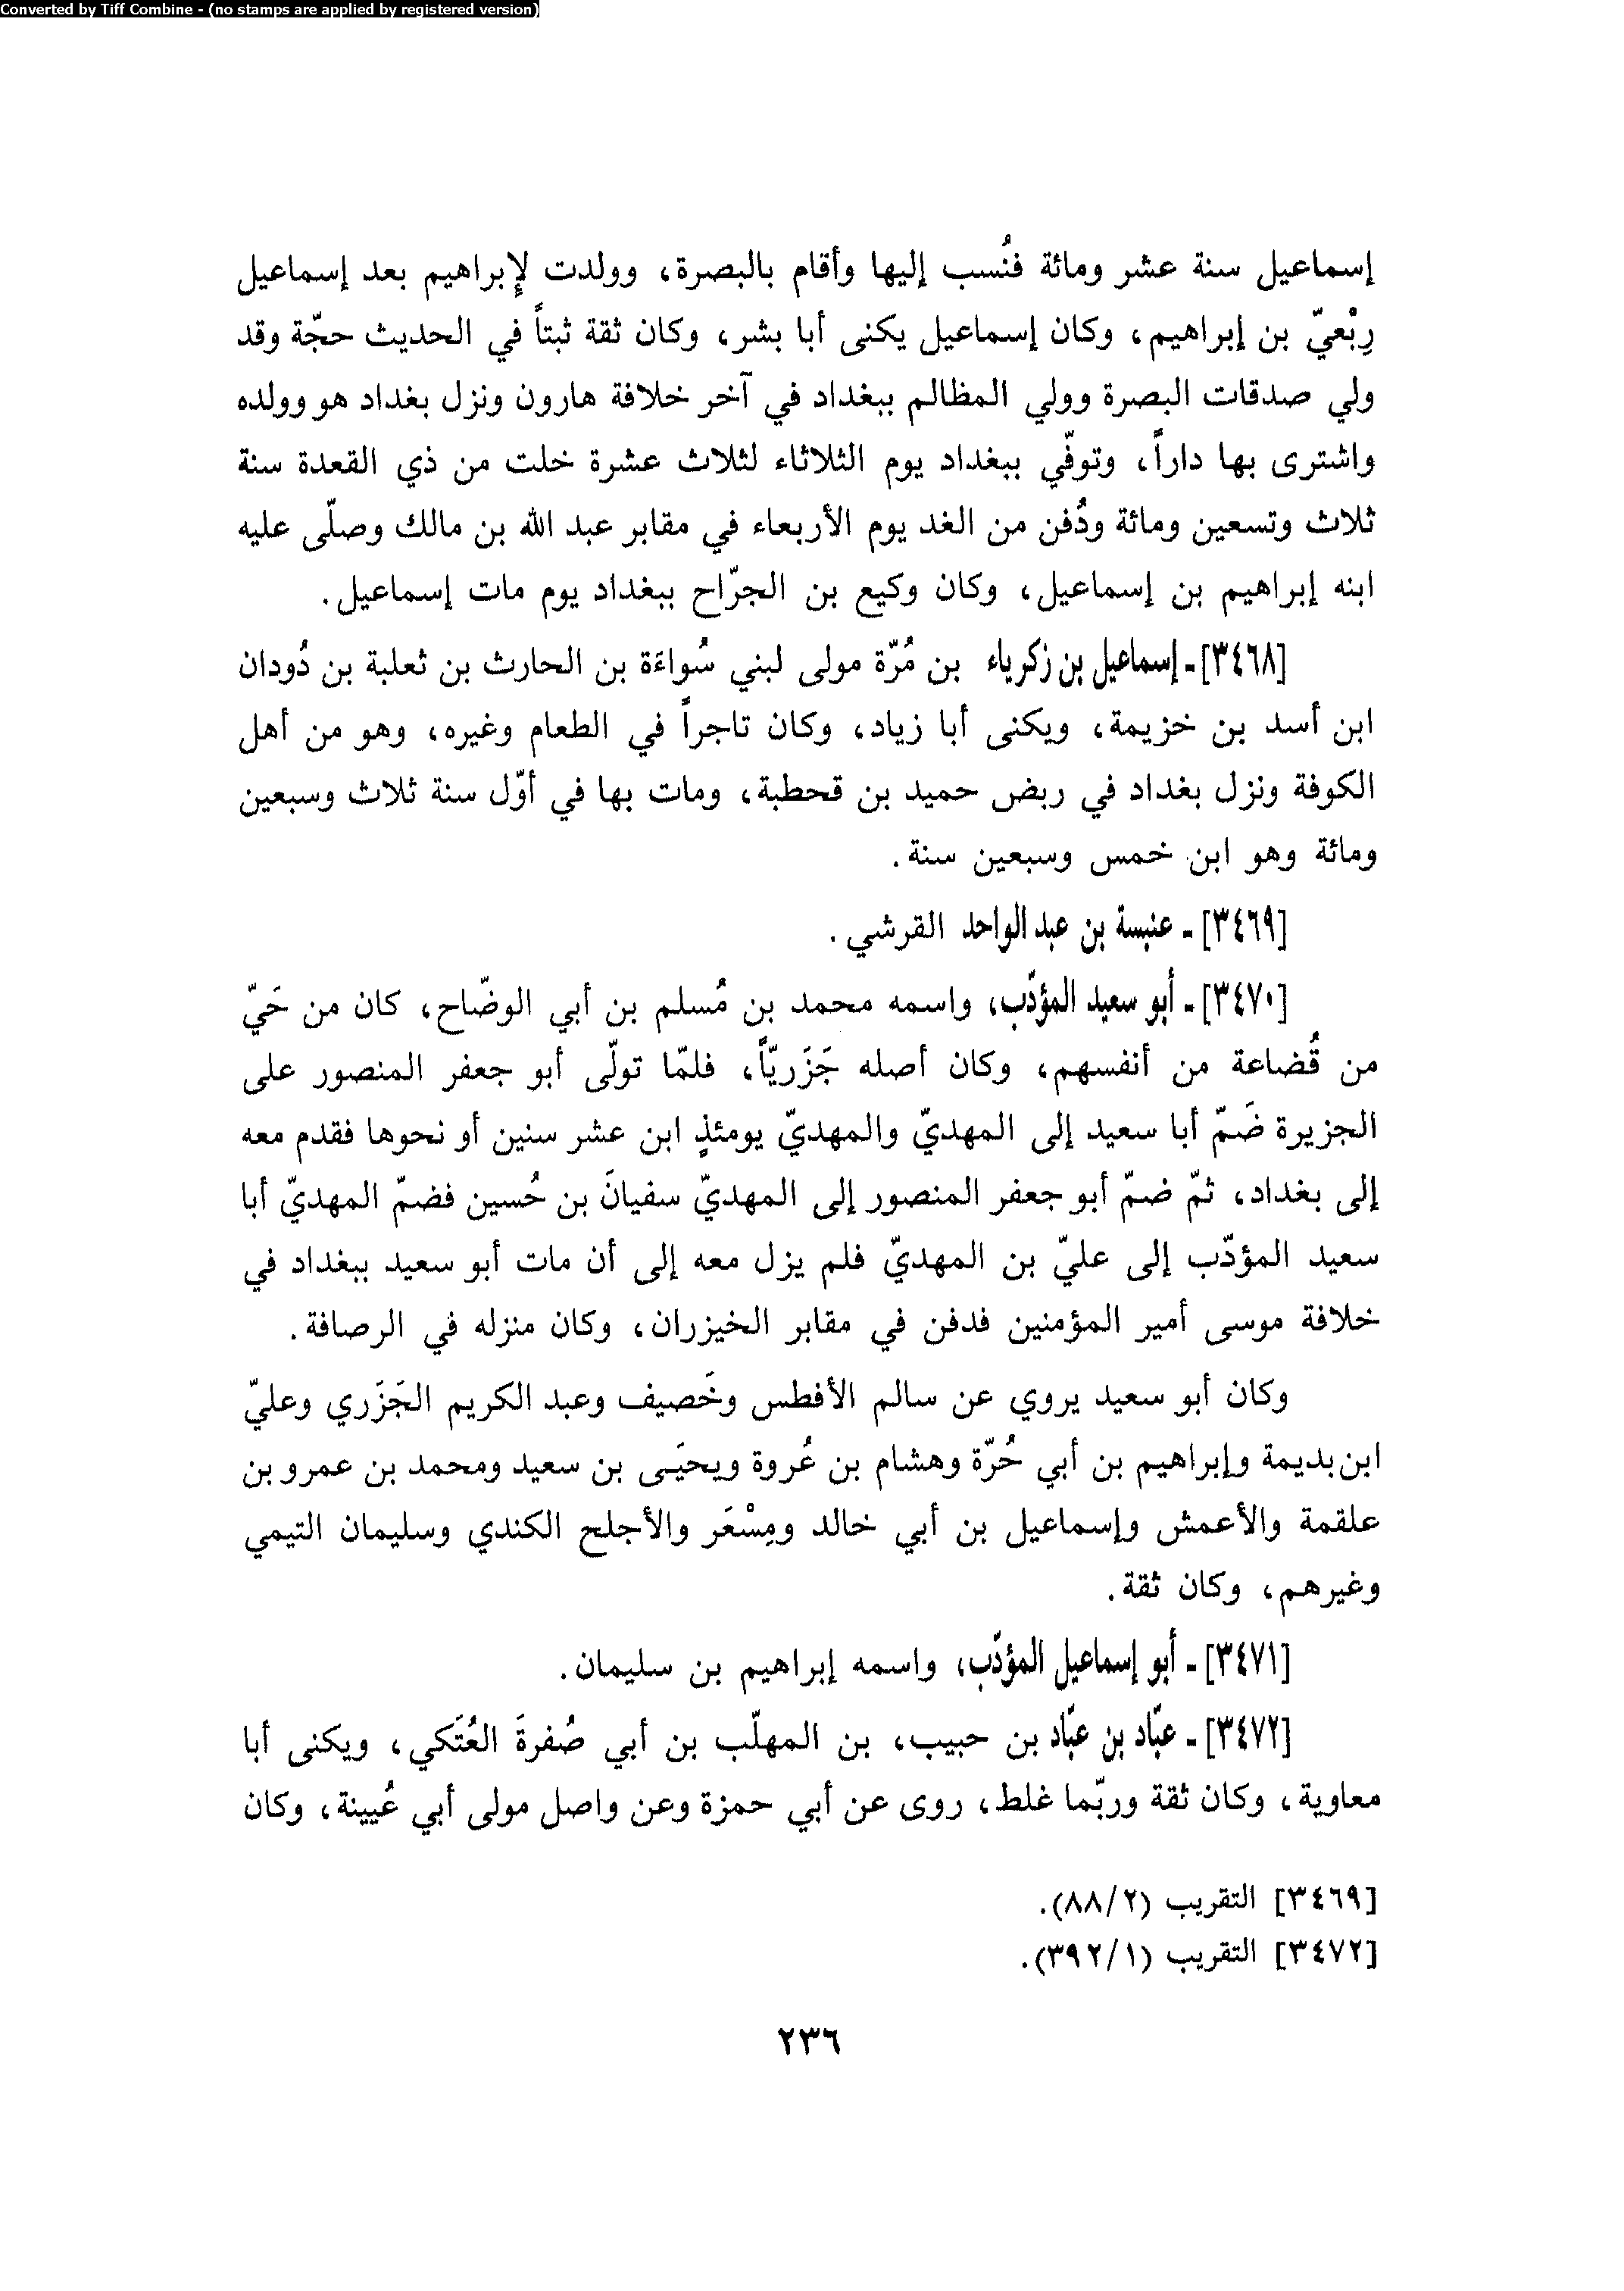 Converted by Tiff Combine - (no stamps are applied by registered version)
إسماعيل سنة عشر ومائة فنُسب إليها وأقام بالبصرة، وولدت لإبراهيم بعد إسماعيل
رِبْعيّ بن إبراهيم، وكان إسماعيل يكنى أبا بشر، وكان ثقة ثبتاً في الحديث حجّة وقد
ولي صدقات البصرة وولي المظالم ببغداد في آخر خلافة هارون ونزل بغداد هو وولده
واشترى بها داراً، وتوفّي ببغداد يوم الثلاثاء لثلاث عشرة خلت من ذي القعدة سنة
ثلاث وتسعين ومائة ودُفن من الغد يوم الأربعاء في مقابر عبد الله بن مالك وصلّى عليه
ابنه إبراهيم بن إسماعيل، وكان وكيع بن الجرّاح ببغداد يوم مات إسماعيل.
[٣٤٦٨]ـ إسماعيل بن زكرياء بن مُرّة مولى لبني سُواءَة بن الحارث بن ثعلبة بن دُودان
ابن أسد بن خزيمة، ويكنى أبا زياد، وكان تاجراً في الطعام وغيره، وهو من أهل
الكوفة ونزل بغداد في ربض حميد بن قحطبة، ومات بها في أوّل سنة ثلاث وسبعين
ومائة وهو ابن خمس وسبعين سنة.
[٣٤٦٩] ـ عنبسة بن عبد الواحد القرشي.
[٣٤٧٠]ـ أبو سعيد المؤدّب، واسمه محمد بن مُسلم بن أبي الوضّاح، كان من حَيّ
من قُضاعة من أنفسهم، وكان أصله جَزَريّاً، فلمّا تولّى أبو جعفر المنصور على
الجزيرة ضَمّ أبا سعيد إلى المهديّ والمهديّ يومئذٍ ابن عشر سنين أو نحوها فقدم معه
إلى بغداد، ثمّ ضمّ أبو جعفر المنصور إلى المهديّ سفيانَ بن حُسين فضمّ المهديّ أبا
سعيد المؤدّب إلى عليّ بن المهديّ فلم يزل معه إلى أن مات أبو سعيد ببغداد في
خلافة موسى أمير المؤمنين فدفن في مقابر الخيزران، وكان منزله في الرصافة.
وكان أبو سعيد يروي عن سالم الأفطس وخَصيف وعبد الكريم الجَزَري وعليّ
ابن بديمة وإبراهيم بن أبي حُرّة وهشام بن عُروة ويحيَى بن سعيد ومحمد بن عمرو بن
علقمة والأعمش وإسماعيل بن أبي خالد ومِسْعَر والأجلح الكندي وسليمان التيمي
وغيرهم، وكان ثقة.
[٣٤٧١] ـ أبو إسماعيل المؤدّب، واسمه إبراهيم بن سليمان.
[٣٤٧٢] ـ عبّاد بن عبّاد بن حبيب، بن المهلّب بن أبي صُفرةَ العُتَكي، ويكنى أبا
معاوية، وكان ثقة وربّما غلط، روى عن أبي حمزة وعن واصل مولى أبي عُيينة، وكان
[٣٤٦٩] التقريب (٨٨/٢).
[٣٤٧٢] التقريب (٣٩٢/١).
٢٣٦